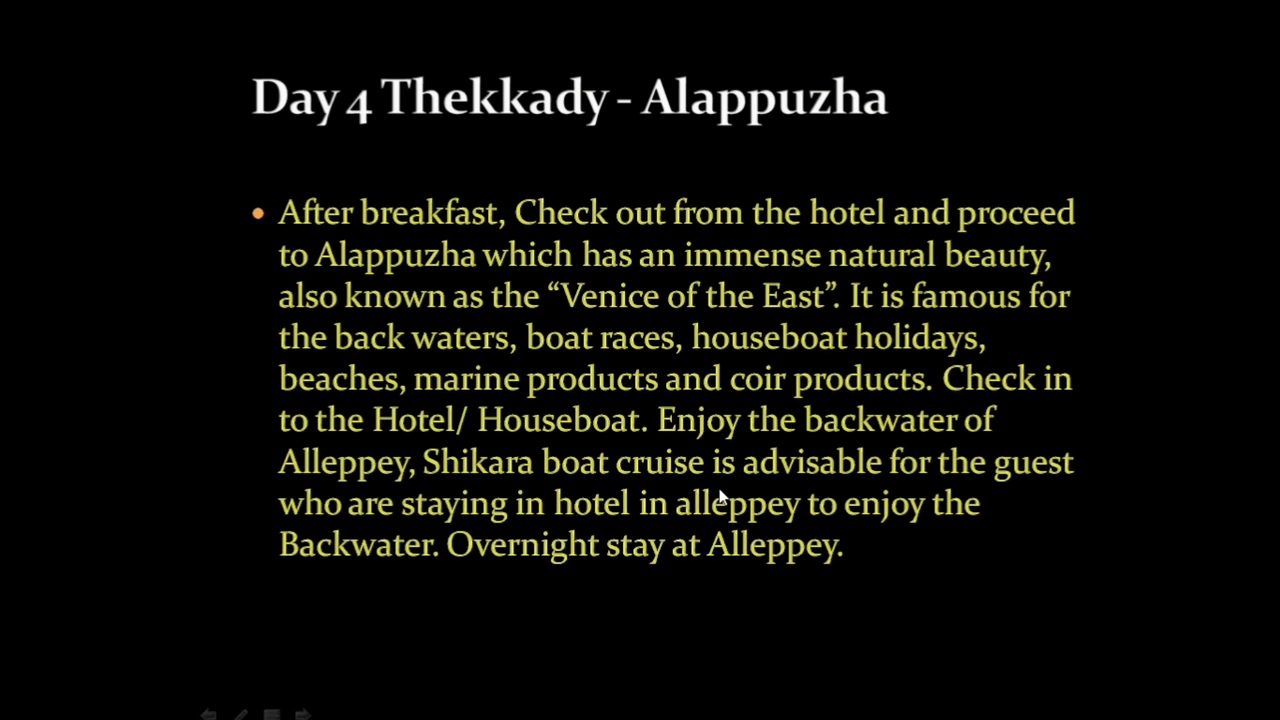 Day 4 Thekkady - Alappuzha
• After breakfast, Check out from the hotel and proceed
to Alappuzha which has an immense natural beauty,
also known as the “Venice of the East”. It is famous for
the back waters, boat races, houseboat holidays,
beaches, marine products and coir products. Check in
to the Hotel/ Houseboat. Enjoy the backwater of
Alleppey, Shikara boat cruise is advisable for the guest
who are staying in hotel in alleppey to enjoy the
Backwater. Overnight stay at Alleppey.